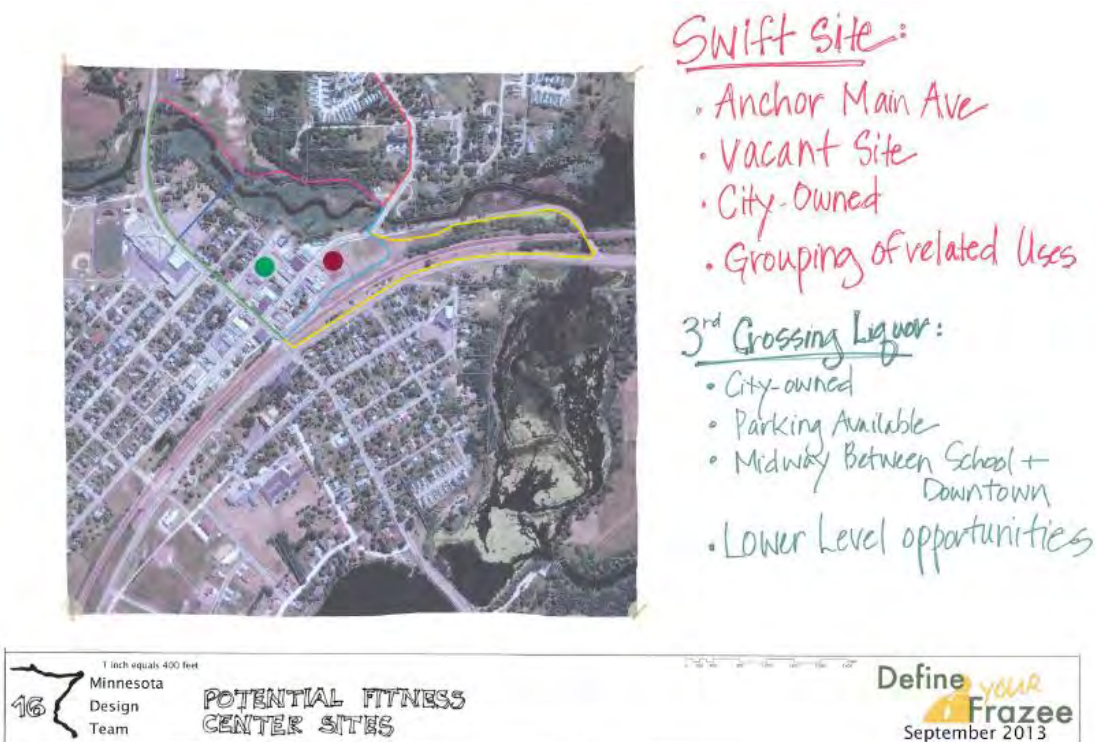 Swift Site:
• Anchor Main Ave
• Vacant Site
• City-Owned
• Grouping of related Uses
3rd Crossing Liquor:
• City-owned
• Parking Available
• Midway Between School +
Downtown
• Lower Level opportunities
1 inch equals 400 feet
16
Minnesota
Design
Team
POTENTIAL FITNESS
CENTER SITES
Define
YOUR
Frazee
September 2013